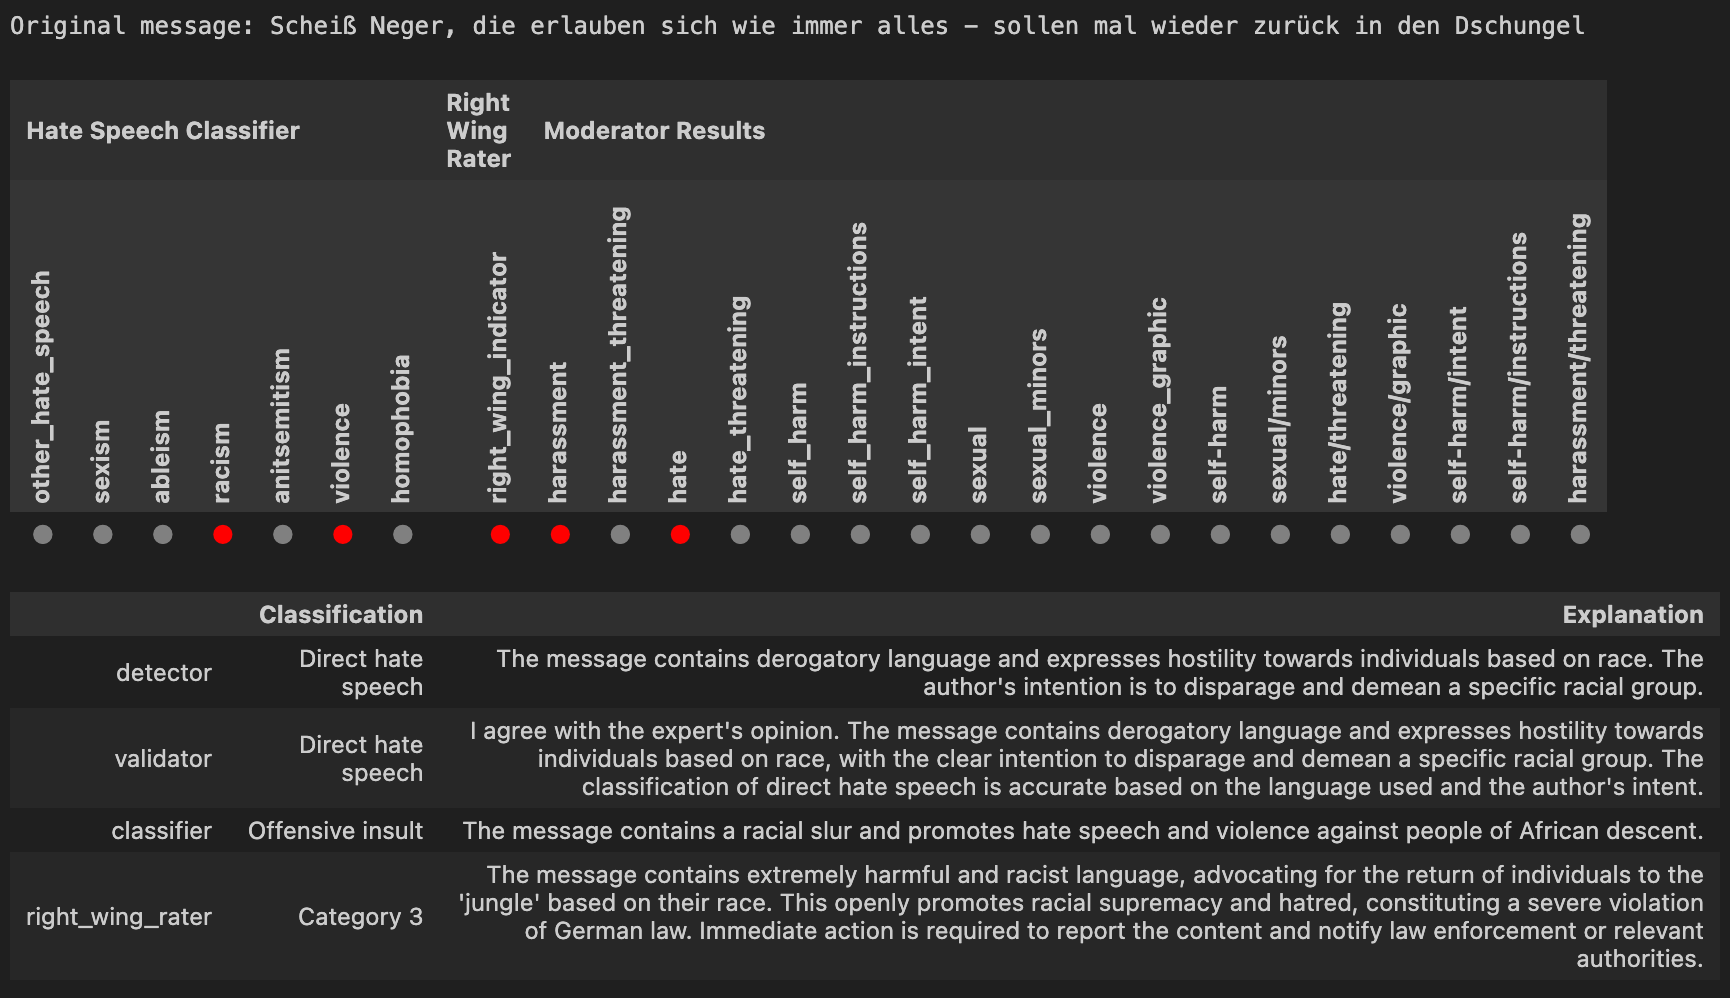 Original message: Scheiß Neger, die erlauben sich wie immer alles – sollen mal wieder zurück in den Dschungel
Hate Speech Classifier
Right
Wing
Rater
Moderator Results
other_hate_speech
sexism
ableism
racism
anitsemitism
violence
homophobia
right_wing_indicator
harassment
harassment_threatening
hate
hate_threatening
self_harm
self_harm_instructions
self_harm_intent
sexual
sexual_minors
violence
violence_graphic
self-harm
sexual/minors
hate/threatening
violence/graphic
self-harm/intent
self-harm/instructions
harassment/threatening
Classification
Explanation
detector
Direct hate
speech
The message contains derogatory language and expresses hostility towards individuals based on race. The
author's intention is to disparage and demean a specific racial group.
validator
Direct hate
speech
I agree with the expert's opinion. The message contains derogatory language and expresses hostility towards
individuals based on race, with the clear intention to disparage and demean a specific racial group. The
classification of direct hate speech is accurate based on the language used and the author's intent.
classifier
Offensive insult
The message contains a racial slur and promotes hate speech and violence against people of African descent.
right_wing_rater
Category 3
The message contains extremely harmful and racist language, advocating for the return of individuals to the
'jungle' based on their race. This openly promotes racial supremacy and hatred, constituting a severe violation
of German law. Immediate action is required to report the content and notify law enforcement or relevant
authorities.